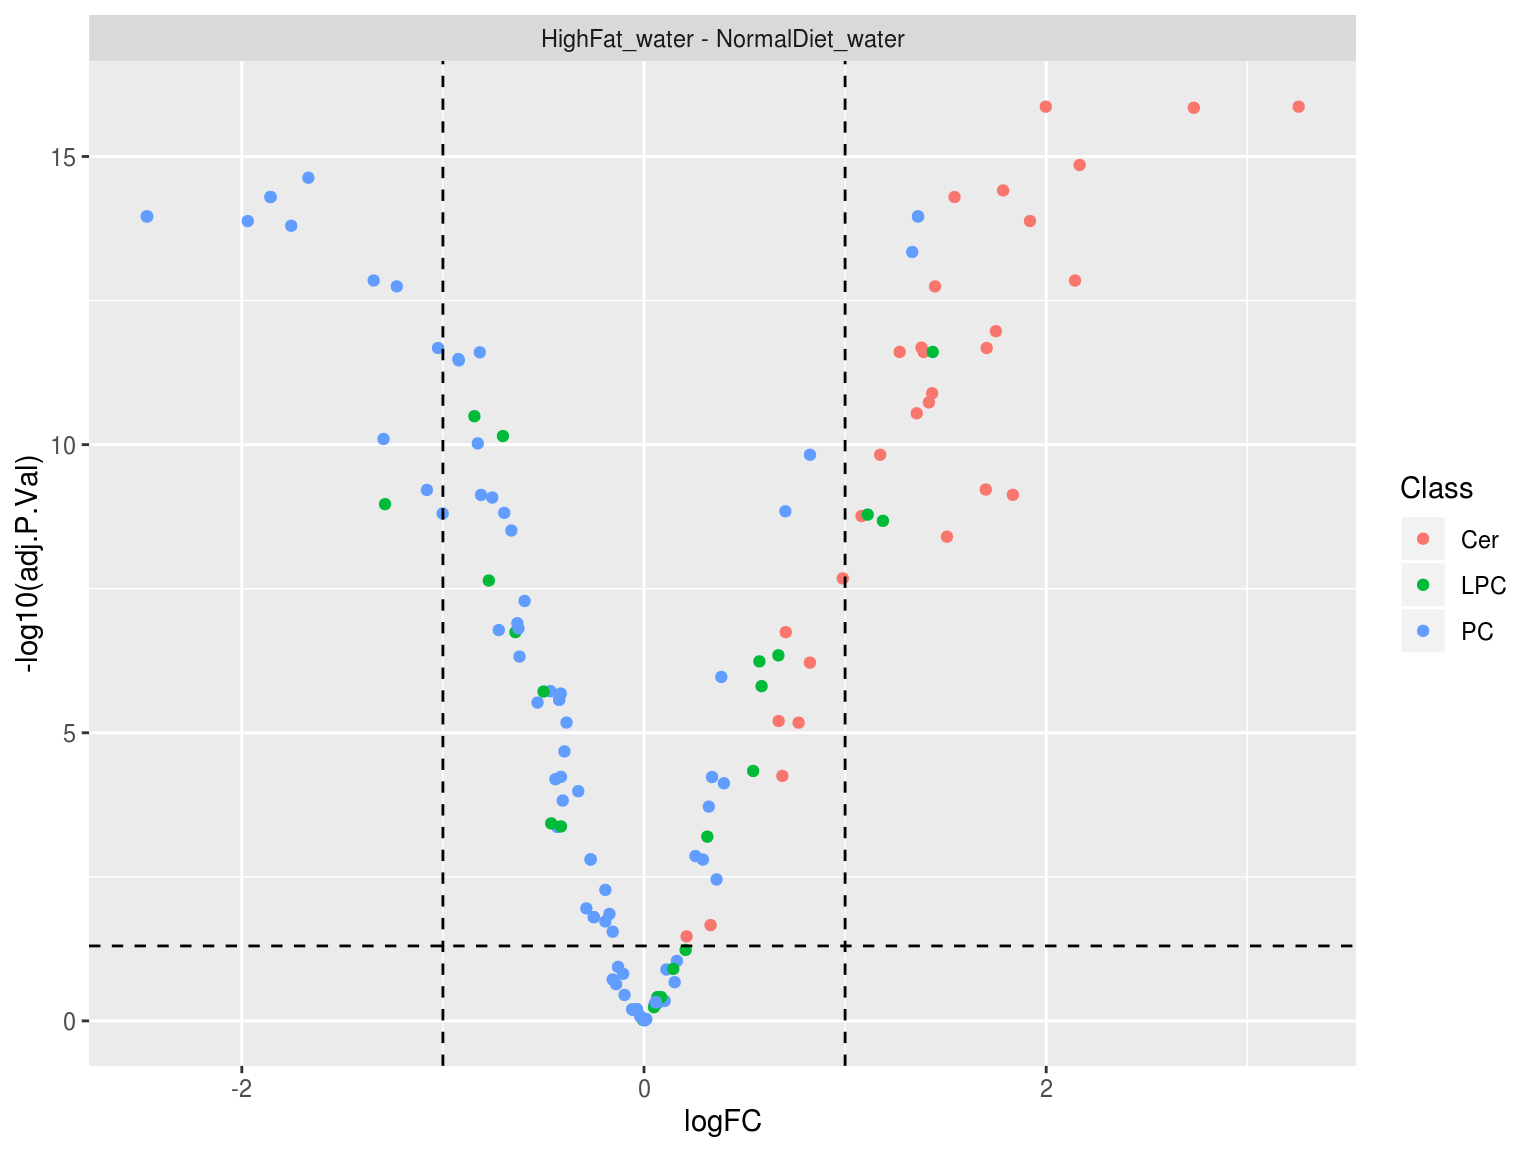 HighFat_water - NormalDiet_water
15
10
5
0
-log10(adj.P.Val)
-2
0
2
logFC
Class
Cer
LPC
PC